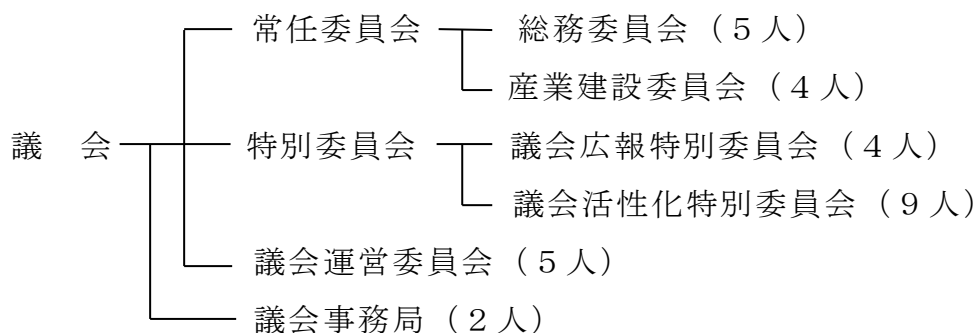 常任委員会 総務委員会（５人）
産業建設委員会（４人）
議　会 特別委員会 議会広報特別委員会（４人）
議会活性化特別委員会（９人）
議会運営委員会（５人）
議会事務局（２人）